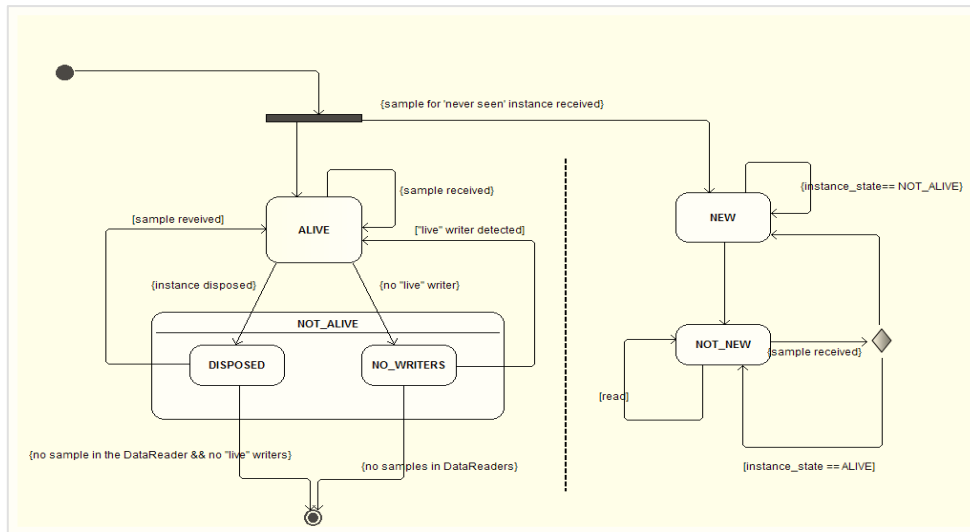 {sample for 'never seen' instance received}
{sample received}
{instance_state== NOT_ALIVE}
[sample reveived]
ALIVE
["live" writer detected]
NEW
{instance disposed}
{no "live" writer}
NOT_ALIVE
DISPOSED
NO_WRITERS
NOT_NEW
{sample received}
[read]
{no sample in the DataReader && no "live" writers}
{no samples in DataReaders}
[instance_state == ALIVE]